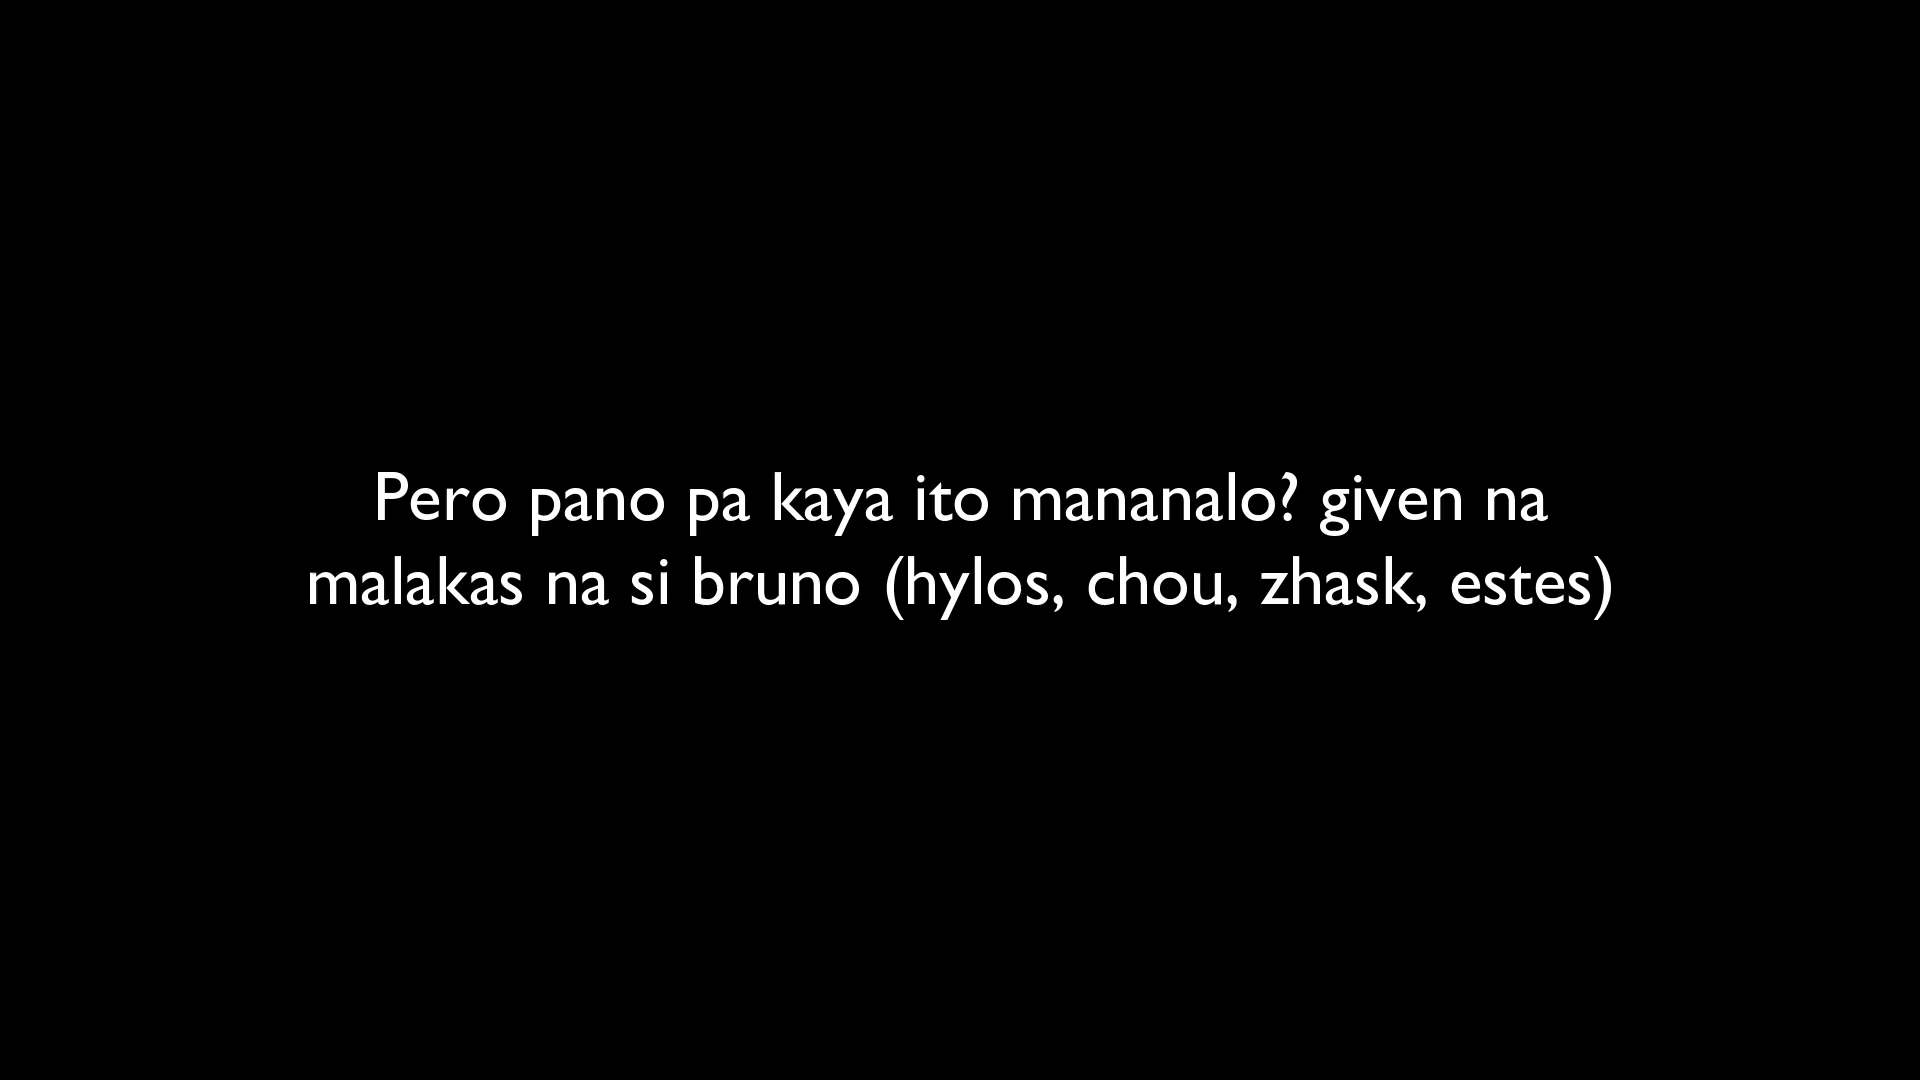 Pero pano pa kaya ito mananalo? given na
malakas na si bruno (hylos, chou, zhask, estes)